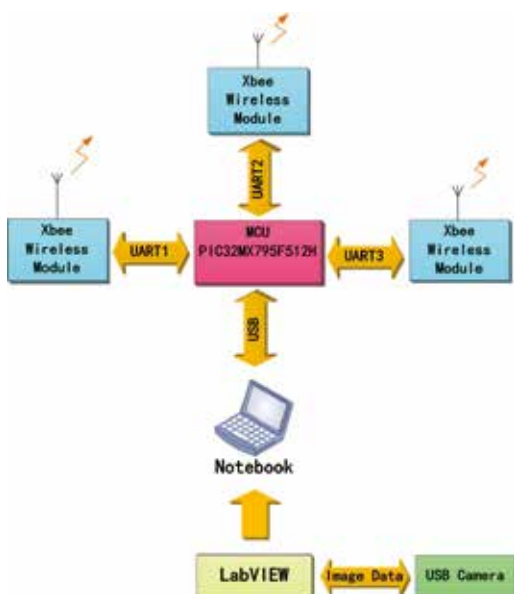 Xbee
Wireless
Module
UART2
Xbee
Wireless
Module
UART1
MCU
PIC32MX795F512H
UART3
Xbee
Wireless
Module
USB
Notebook
LabVIEW
Image Data
USB Camera